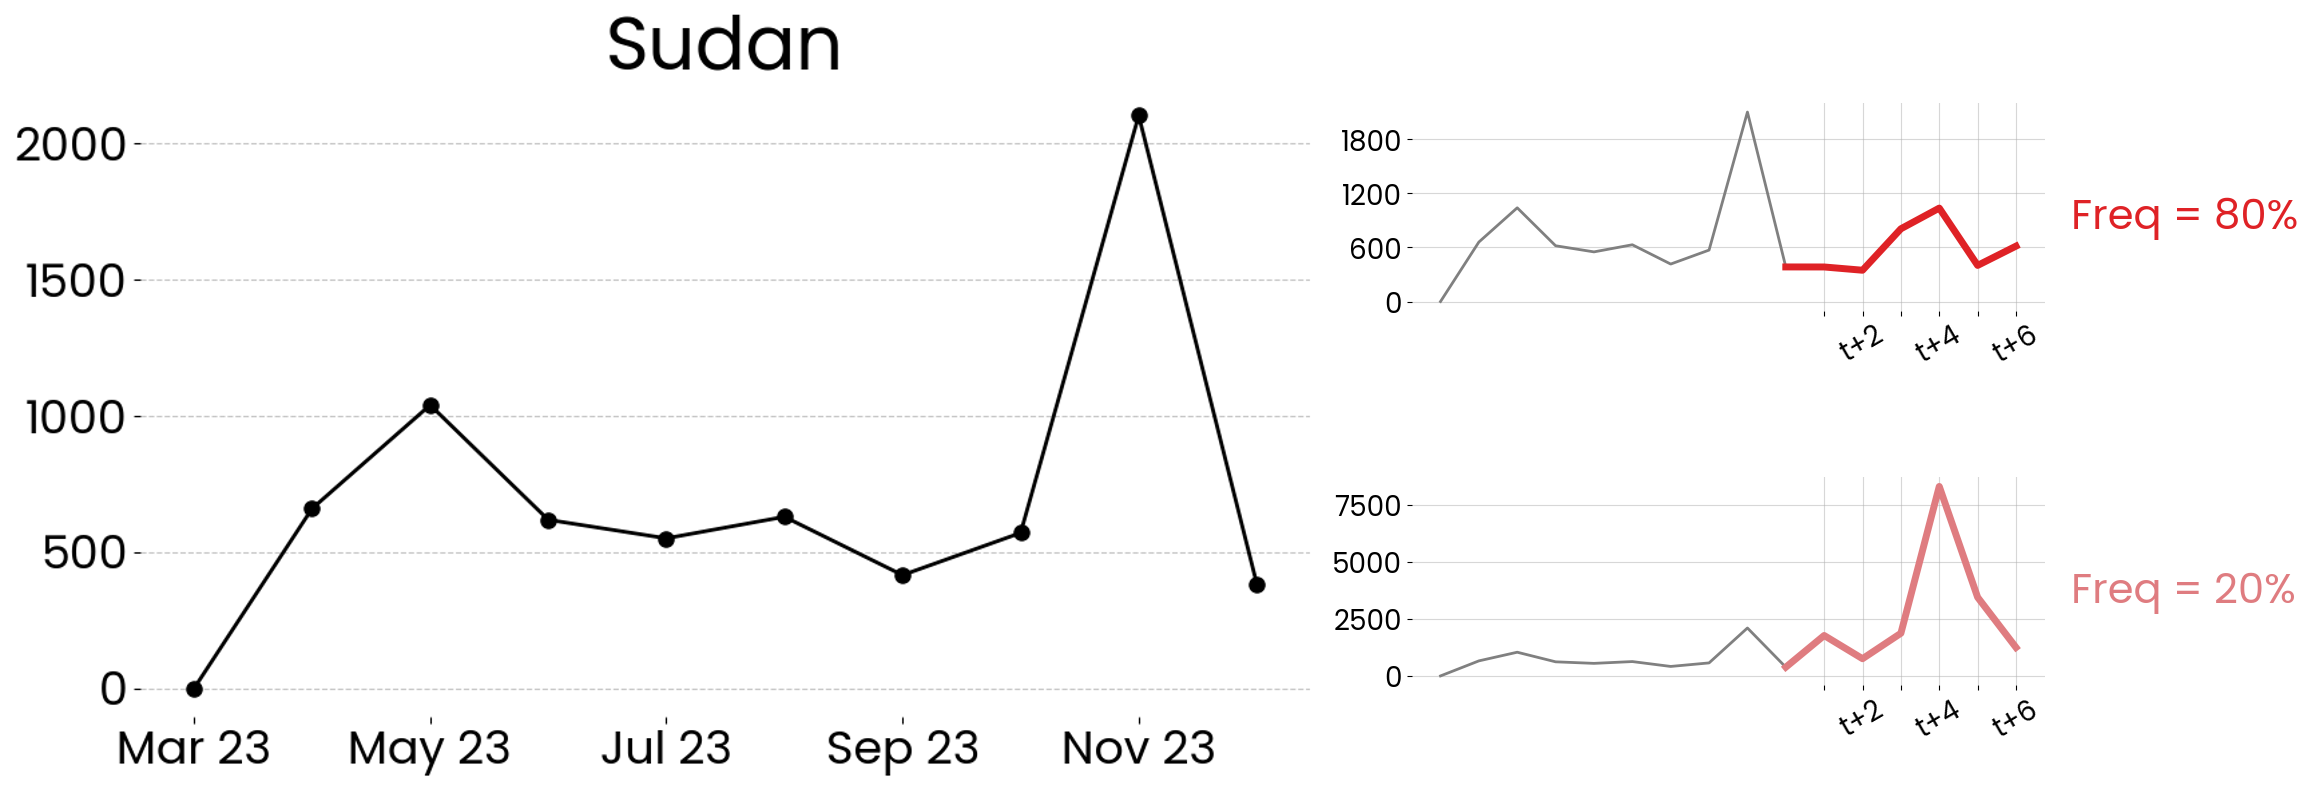 Sudan
2000
1500
1000
500
0
Mar 23
May 23
Jul 23
Sep 23
Nov 23
1800
1200
600
0
t+2
t+4
t+6
Freq = 80%
7500
5000
2500
0
t+2
t+4
t+6
Freq = 20%